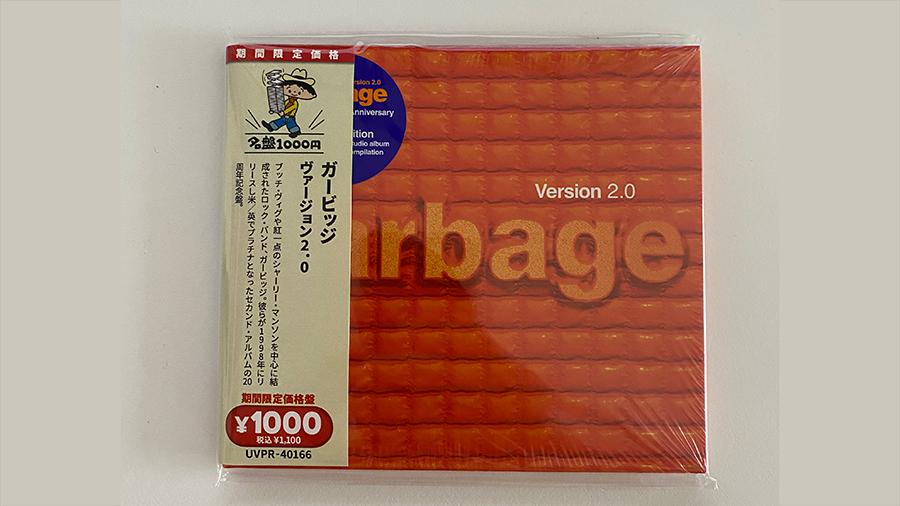 期間限定価格
名盤1000円
ガービッジ
ヴァージョン2.0
ブッチ・ヴィグや紅一点のシャーリー・マンソンを中心に結
成されたロック・バンド、ガービッジ。彼らが1998年にリ
リースし米/英でプラチナとなったセカンド・アルバムの20
周年記念盤。
期間限定価格盤
¥1000
税込 ¥1,100
UVPR-40166
rsion 2.0
age
nniversary
ition
udio album
mpilation
Version 2.0
arbage